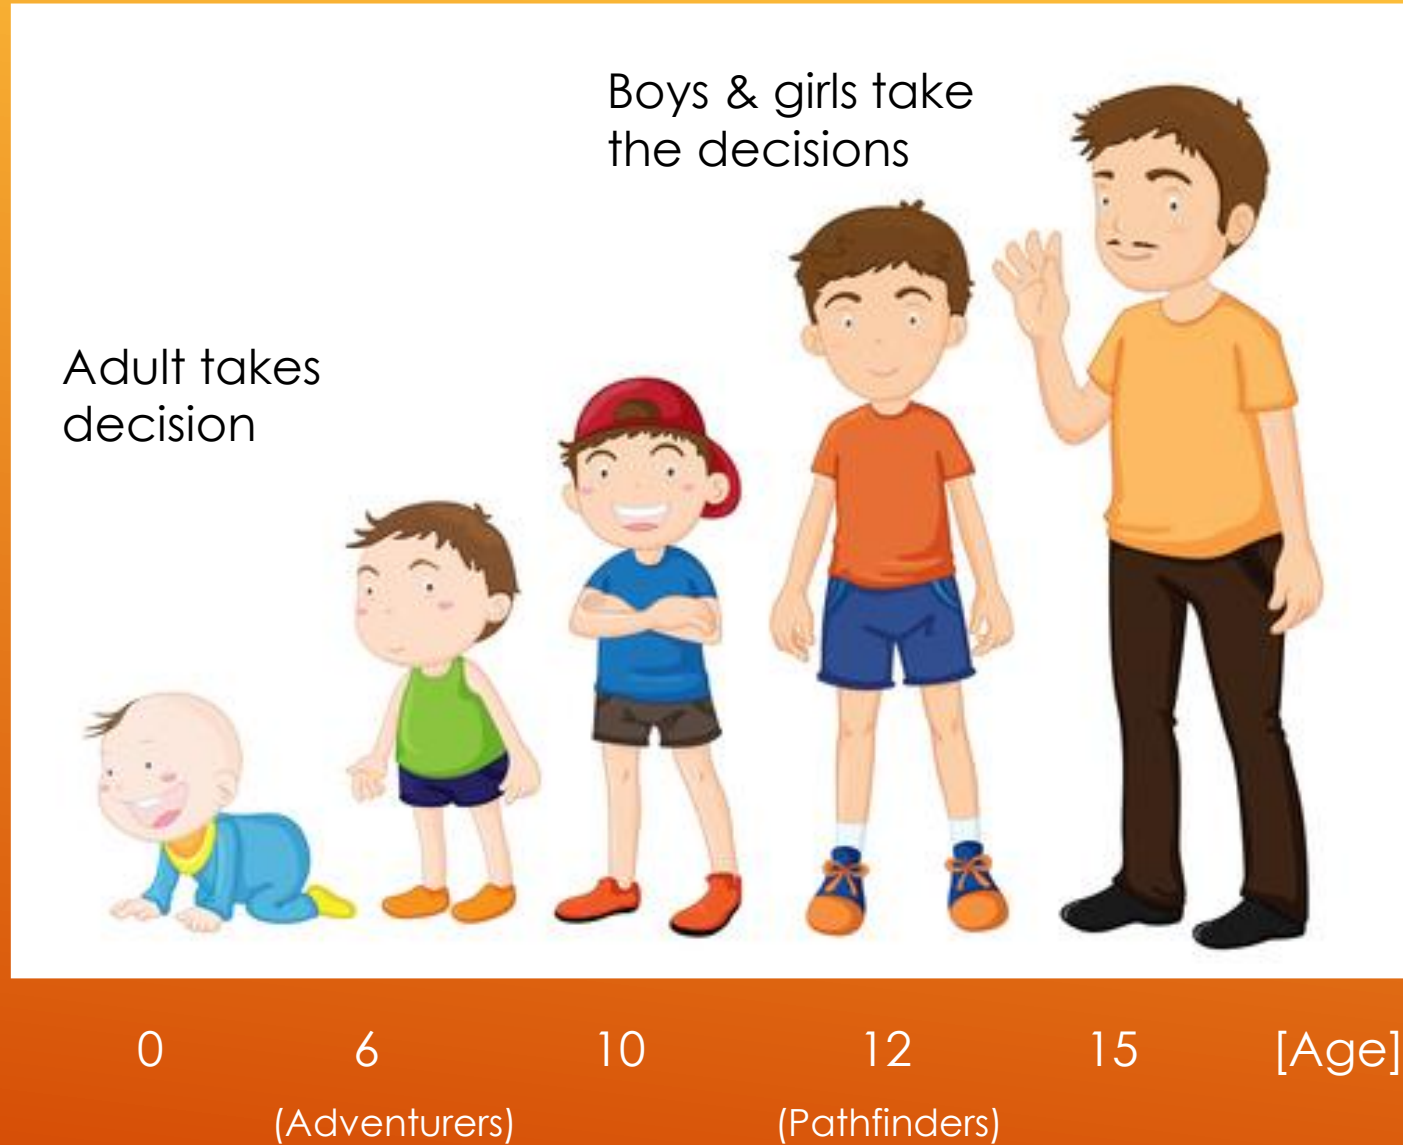 Boys & girls take
the decisions
Adult takes
decision
0 6 10 12 15 [Age]
(Adventurers) (Pathfinders)